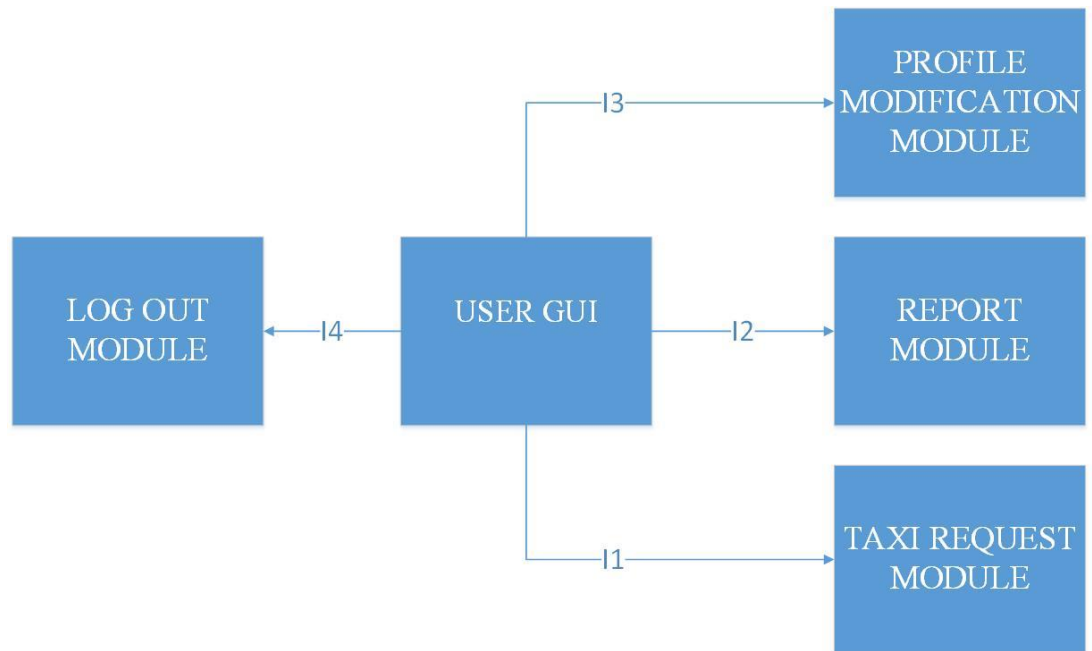 PROFILE
MODIFICATION
MODULE
I3
LOG OUT
MODULE
I4
USER GUI
I2
REPORT
MODULE
I1
TAXI REQUEST
MODULE